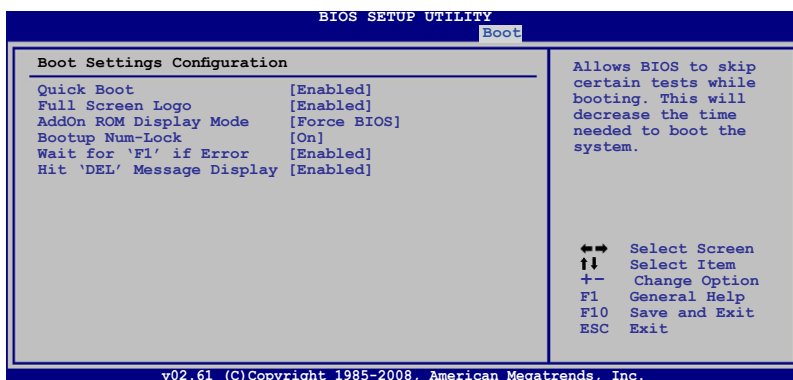 BIOS SETUP UTILITY
Boot
Boot Settings Configuration
Quick Boot [Enabled]
Full Screen Logo [Enabled]
AddOn ROM Display Mode [Force BIOS]
Bootup Num-Lock [On]
Wait for ‘F1’ if Error [Enabled]
Hit ‘DEL’ Message Display [Enabled]
Allows BIOS to skip
certain tests while
booting. This will
decrease the time
needed to boot the
system.
←→ Select Screen
↑↓ Select Item
+- Change Option
F1 General Help
F10 Save and Exit
ESC Exit
v02.61 (C)Copyright 1985-2008, American Megatrends, Inc.